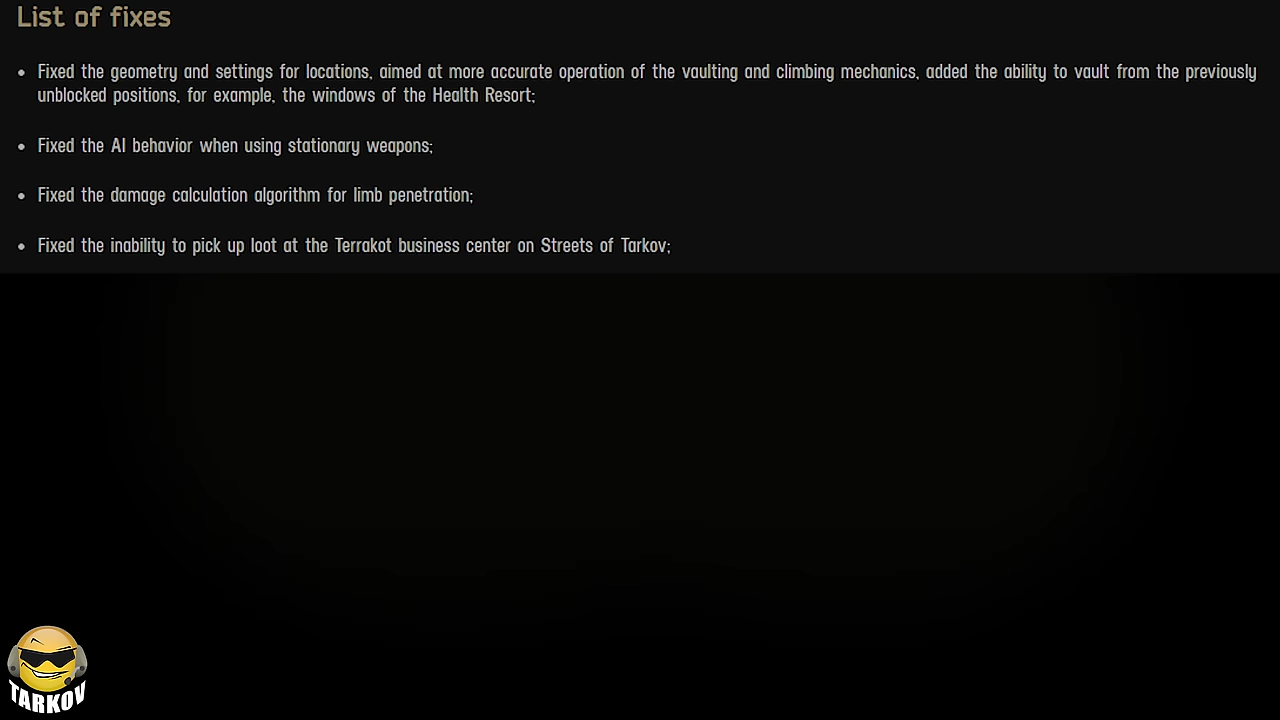 List of fixes
• Fixed the geometry and settings for locations, aimed at more accurate operation of the vaulting and climbing mechanics, added the ability to vault from the previously
unblocked positions, for example, the windows of the Health Resort;
• Fixed the AI behavior when using stationary weapons;
• Fixed the damage calculation algorithm for limb penetration;
• Fixed the inability to pick up loot at the Terrakot business center on Streets of Tarkov;
TARKOV